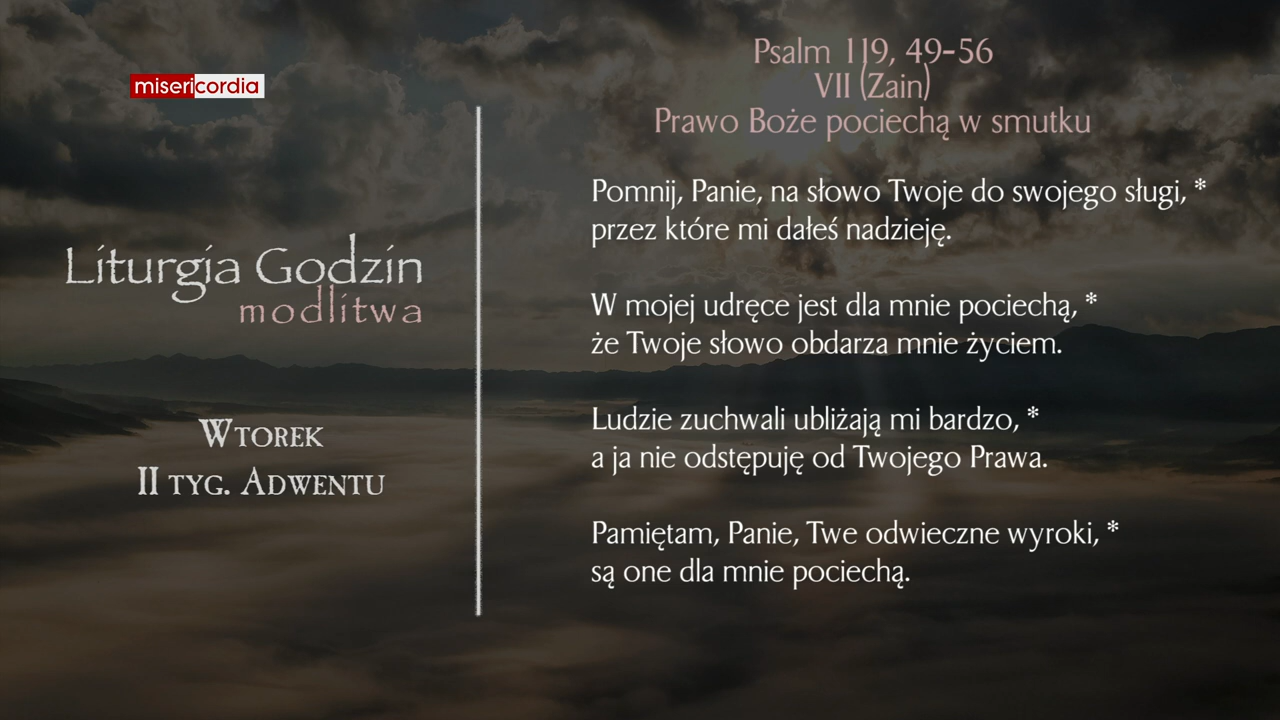 misericordia
Liturgia Godzin
modlitwa
Wtorek
II tyg. Adwentu
Psalm 119, 49-56
VII (Zain)
Prawo Boże pociechą w smutku
Pomnij, Panie, na słowo Twoje do swojego sługi, *
przez które mi dałeś nadzieję.
W mojej udręce jest dla mnie pociechą, *
że Twoje słowo obdarza mnie życiem.
Ludzie zuchwali ubliżają mi bardzo, *
a ja nie odstępuję od Twojego Prawa.
Pamiętam, Panie, Twe odwieczne wyroki, *
są one dla mnie pociechą.